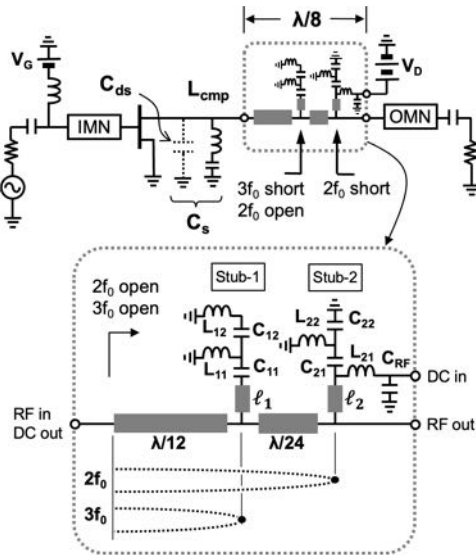 λ/8
V_G
C_ds
L_cmp
V_D
IMN
OMN
C_s
3f₀ short
2f₀ open
2f₀ short
Stub-1
Stub-2
2f₀ open
3f₀ open
L₁₂
C₁₂
L₂₂
C₂₂
L₂₁
C_RF
L₁₁
C₁₁
C₂₁
DC in
ℓ₁
ℓ₂
RF in
DC out
RF out
λ/12
λ/24
2f₀
3f₀